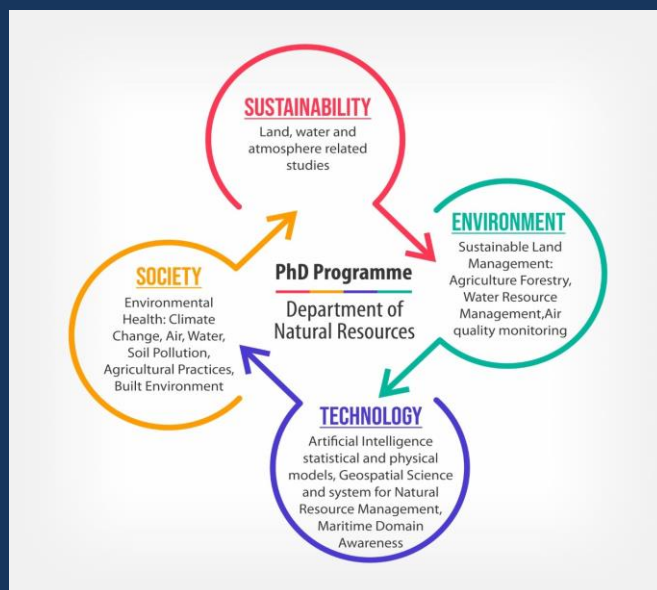 SUSTAINABILITY
Land, water and
atmosphere related
studies
ENVIRONMENT
Sustainable Land
Management:
Agriculture Forestry,
Water Resource
Management,Air
quality monitoring
PhD Programme
Department of
Natural Resources
SOCIETY
Environmental
Health: Climate
Change, Air, Water,
Soil Pollution,
Agricultural Practices,
Built Environment
TECHNOLOGY
Artificial Intelligence
statistical and physical
models, Geospatial Science
and system for Natural
Resource Management,
Maritime Domain
Awareness